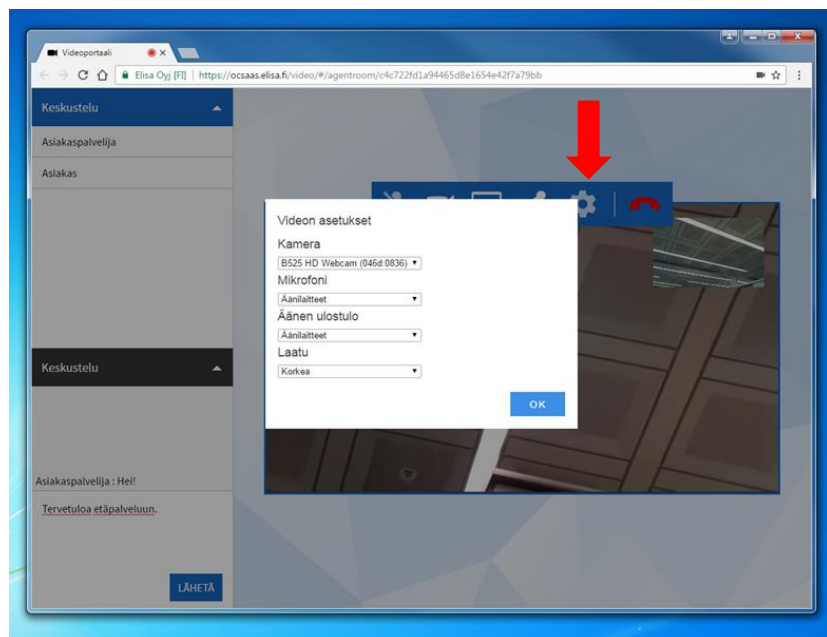 Videoportaali
Elisa Oyj [FI] | https://ocsaas.elisa.fi/video/#/agentroom/c4c722fd1a94465d8e1654e42f7a79bb
Keskustelu
Asiakaspalvelija
Asiakas
Videon asetukset
Kamera
B525 HD Webcam (046d:0836)
Mikrofoni
Äänilaitteet
Äänen ulostulo
Äänilaitteet
Laatu
Korkea
OK
Keskustelu
Asiakaspalvelija : Hei!
Tervetuloa etäpalveluun.
LÄHETÄ